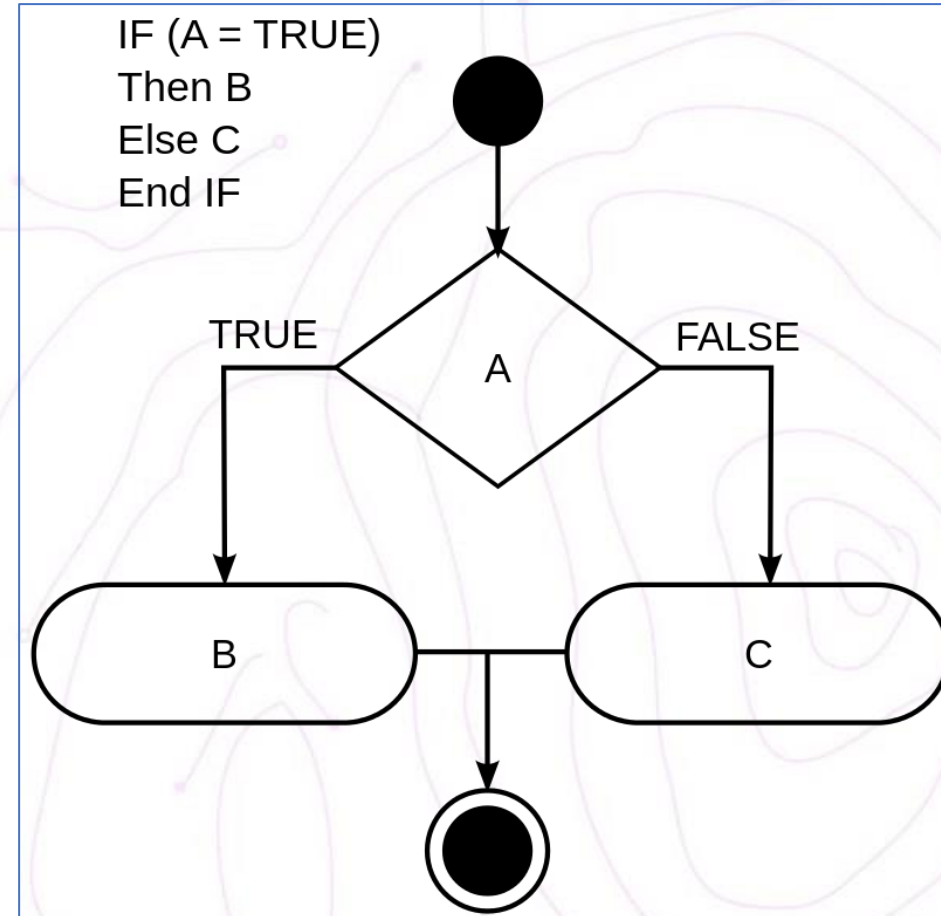 IF (A = TRUE)
Then B
Else C
End IF
TRUE
FALSE
A
B
C